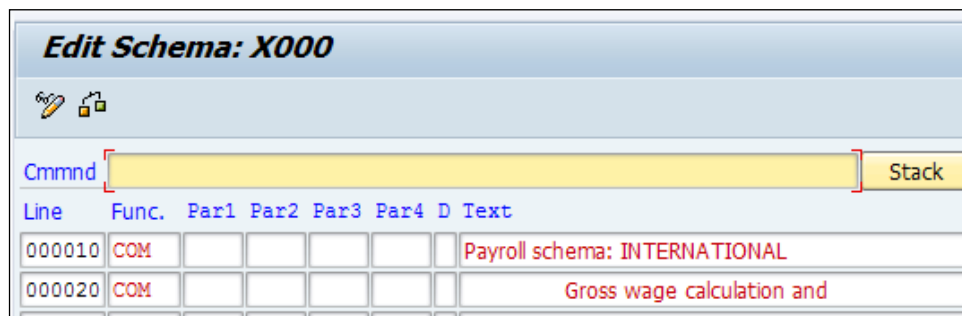 Edit Schema: X000
Cmmnd Stack
Line Func. Par1 Par2 Par3 Par4 D Text
000010 COM Payroll schema: INTERNATIONAL
000020 COM Gross wage calculation and